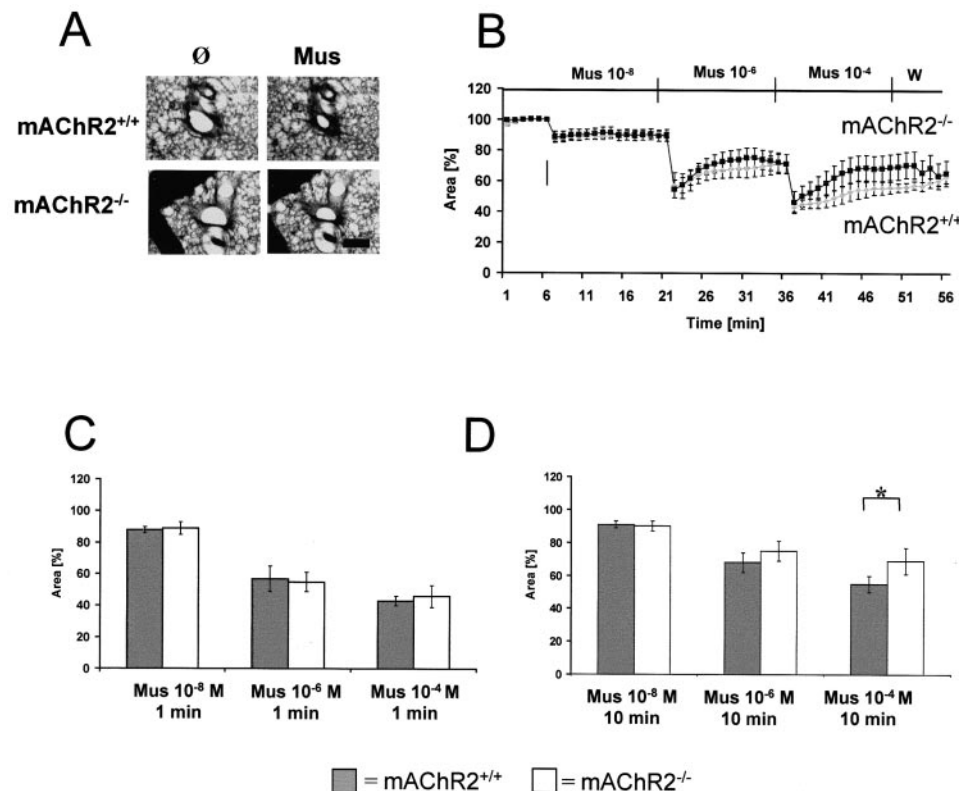 A
Ø Mus
mAChR2+/+
mAChR2-/-
B
Mus 10-8 Mus 10-6 Mus 10-4 W
120
100
80
60
40
20
0
Area [%]
mAChR2-/-
mAChR2+/+
1 6 11 16 21 26 31 36 41 46 51 56
Time [min]
C
120
100
80
60
40
20
0
Area [%]
Mus 10-8 M Mus 10-6 M Mus 10-4 M
1 min 1 min 1 min
D
*
120
100
80
60
40
20
0
Area [%]
Mus 10-8 M Mus 10-6 M Mus 10-4 M
10 min 10 min 10 min
= mAChR2+/+ = mAChR2-/-